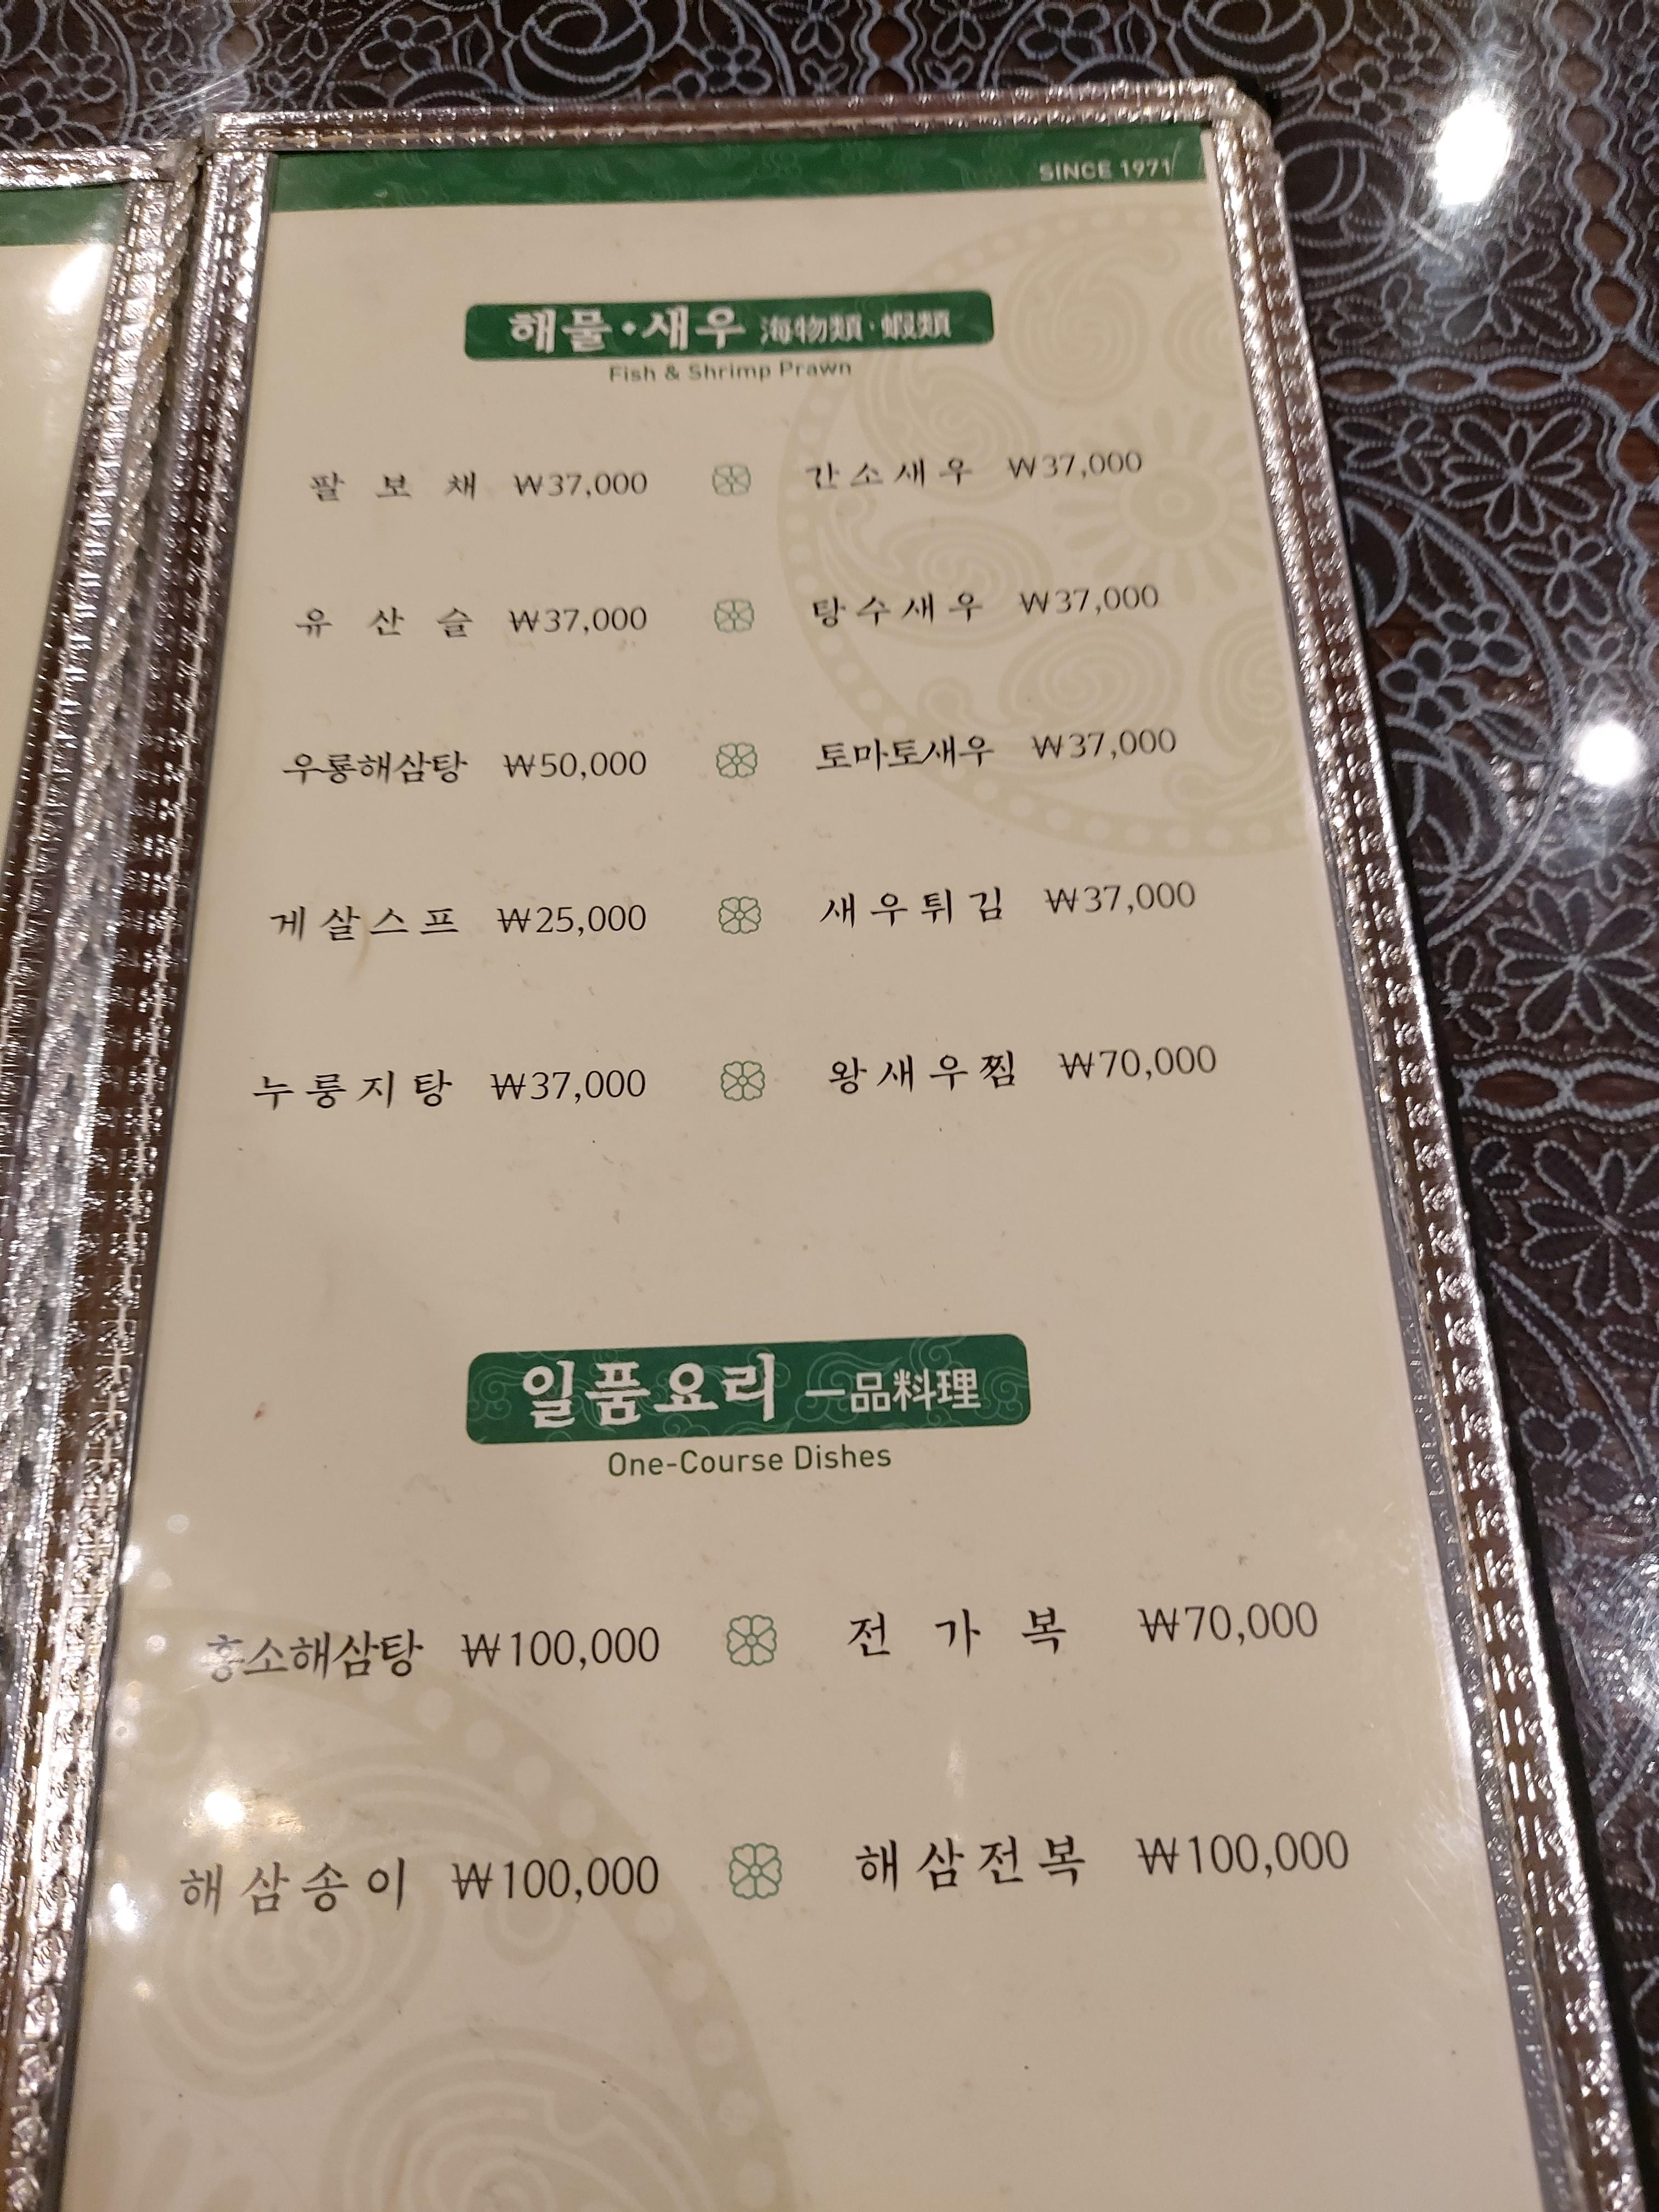 SINCE 1971
해물·새우 海物類·蝦類
Fish & Shrimp Prawn
팔보채 ₩37,000 간소새우 ₩37,000
유산슬 ₩37,000 탕수새우 ₩37,000
우룡해삼탕 ₩50,000 토마토새우 ₩37,000
게살스프 ₩25,000 새우튀김 ₩37,000
누룽지탕 ₩37,000 왕새우찜 ₩70,000
일품요리 一品料理
One-Course Dishes
홍소해삼탕 ₩100,000 전가복 ₩70,000
해삼송이 ₩100,000 해삼전복 ₩100,000